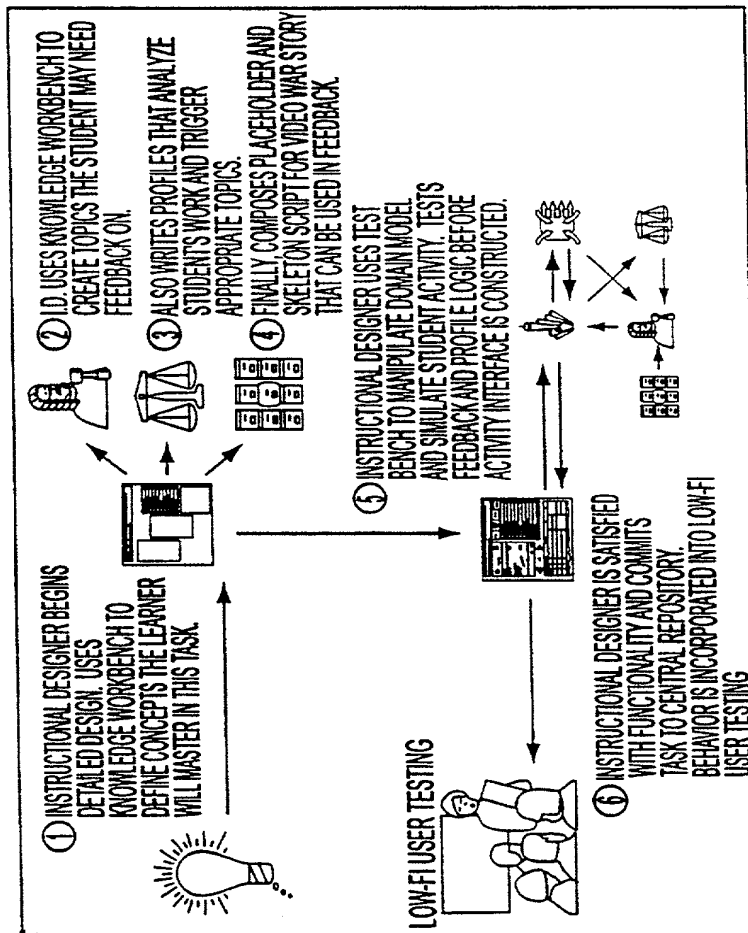 ① INSTRUCTIONAL DESIGNER BEGINS
DETAILED DESIGN. USES
KNOWLEDGE WORKBENCH TO
DEFINE CONCEPTS THE LEARNER
WILL MASTER IN THIS TASK.
② I.D. USES KNOWLEDGE WORKBENCH TO
CREATE TOPICS THE STUDENT MAY NEED
FEEDBACK ON.
③ ALSO WRITES PROFILES THAT ANALYZE
STUDENT'S WORK AND TRIGGER
APPROPRIATE TOPICS.
④ FINALLY, COMPOSES PLACEHOLDER AND
SKELETON SCRIPT FOR VIDEO WAR STORY
THAT CAN BE USED IN FEEDBACK.
⑤ INSTRUCTIONAL DESIGNER USES TEST
BENCH TO MANIPULATE DOMAIN MODEL
AND SIMULATE STUDENT ACTIVITY. TESTS
FEEDBACK AND PROFILE LOGIC BEFORE
ACTIVITY INTERFACE IS CONSTRUCTED.
LOW-FI USER TESTING
⑥ INSTRUCTIONAL DESIGNER IS SATISFIED
WITH FUNCTIONALITY AND COMMITS
TASK TO CENTRAL REPOSITORY.
BEHAVIOR IS INCORPORATED INTO LOW-FI
USER TESTING